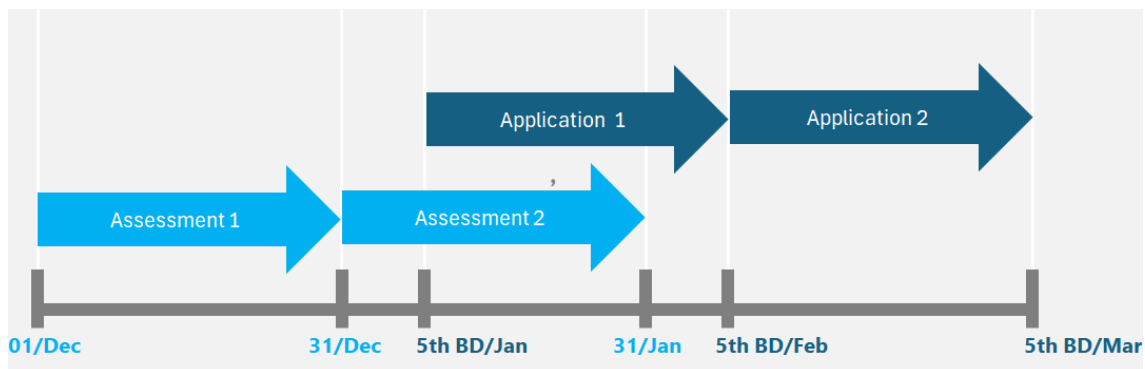 Application 1
Application 2
,
Assessment 1
Assessment 2
01/Dec
31/Dec
5th BD/Jan
31/Jan
5th BD/Feb
5th BD/Mar